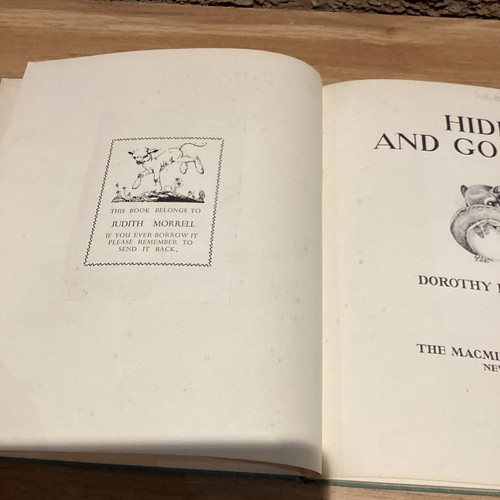 THIS BOOK BELONGS TO
JUDITH MORRELL
IF YOU EVER BORROW IT
PLEASE REMEMBER TO
SEND IT BACK.
HID
AND GO
DOROTHY
THE MACMI
NE